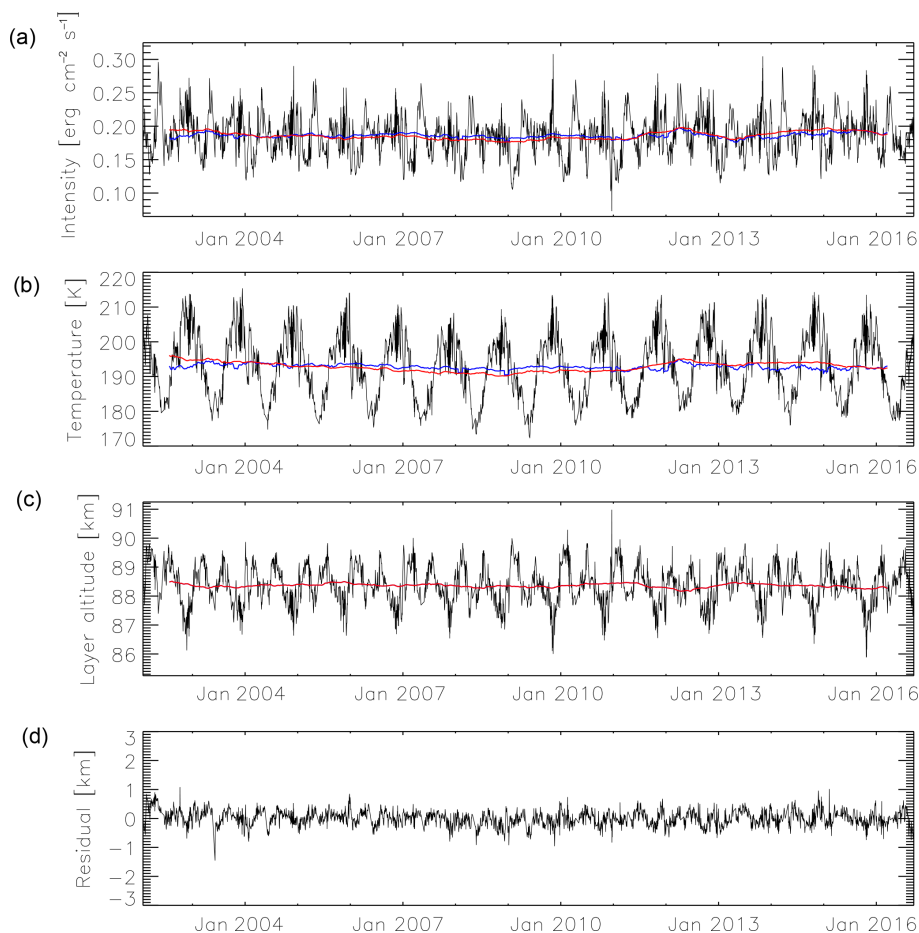 (a)
Intensity [erg cm⁻² s⁻¹]
0.30
0.25
0.20
0.15
0.10
Jan 2004 Jan 2007 Jan 2010 Jan 2013 Jan 2016
(b)
Temperature [K]
220
210
200
190
180
170
Jan 2004 Jan 2007 Jan 2010 Jan 2013 Jan 2016
(c)
Layer altitude [km]
91
90
89
88
87
86
Jan 2004 Jan 2007 Jan 2010 Jan 2013 Jan 2016
(d)
Residual [km]
3
2
1
0
−1
−2
−3
Jan 2004 Jan 2007 Jan 2010 Jan 2013 Jan 2016